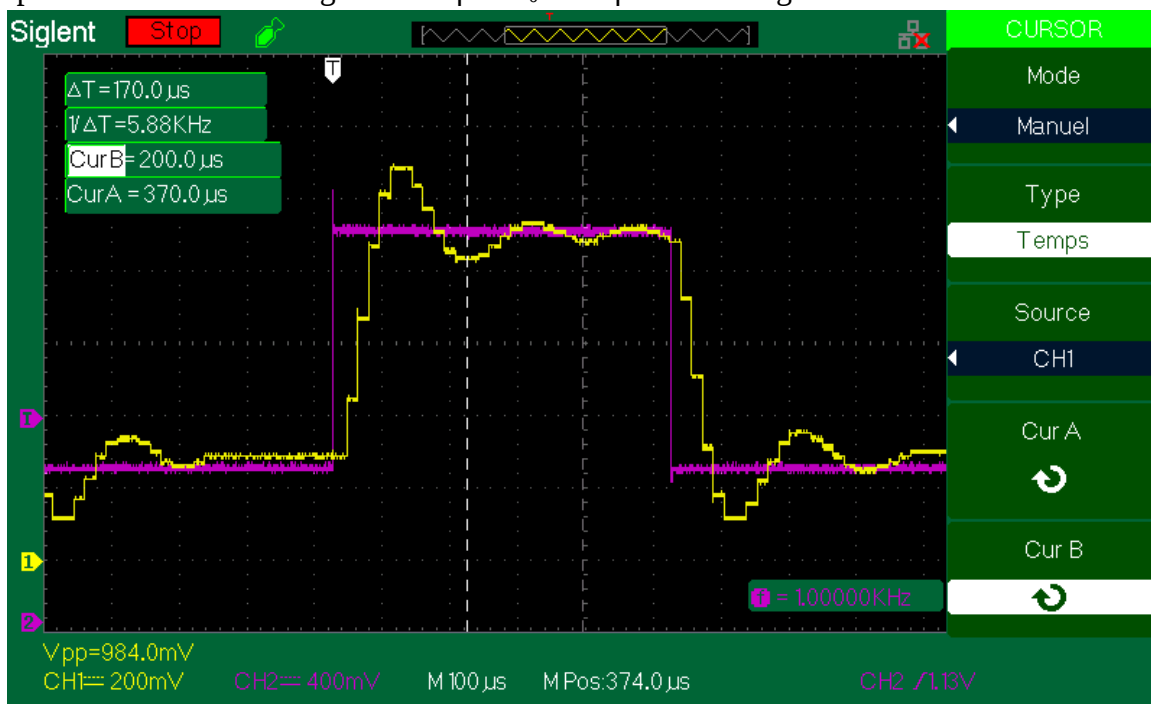 Siglent Stop CURSOR
Mode
Manuel
Type
Temps
Source
CH1
Cur A
Cur B
T
ΔT=170.0µs
1/ΔT=5.88KHz
CurB=200.0µs
CurA=370.0µs
T
1
2
f = 1.00000KHz
Vpp=984.0mV
CH1 200mV CH2 400mV M 100µs M Pos:374.0µs CH2 /1.13V